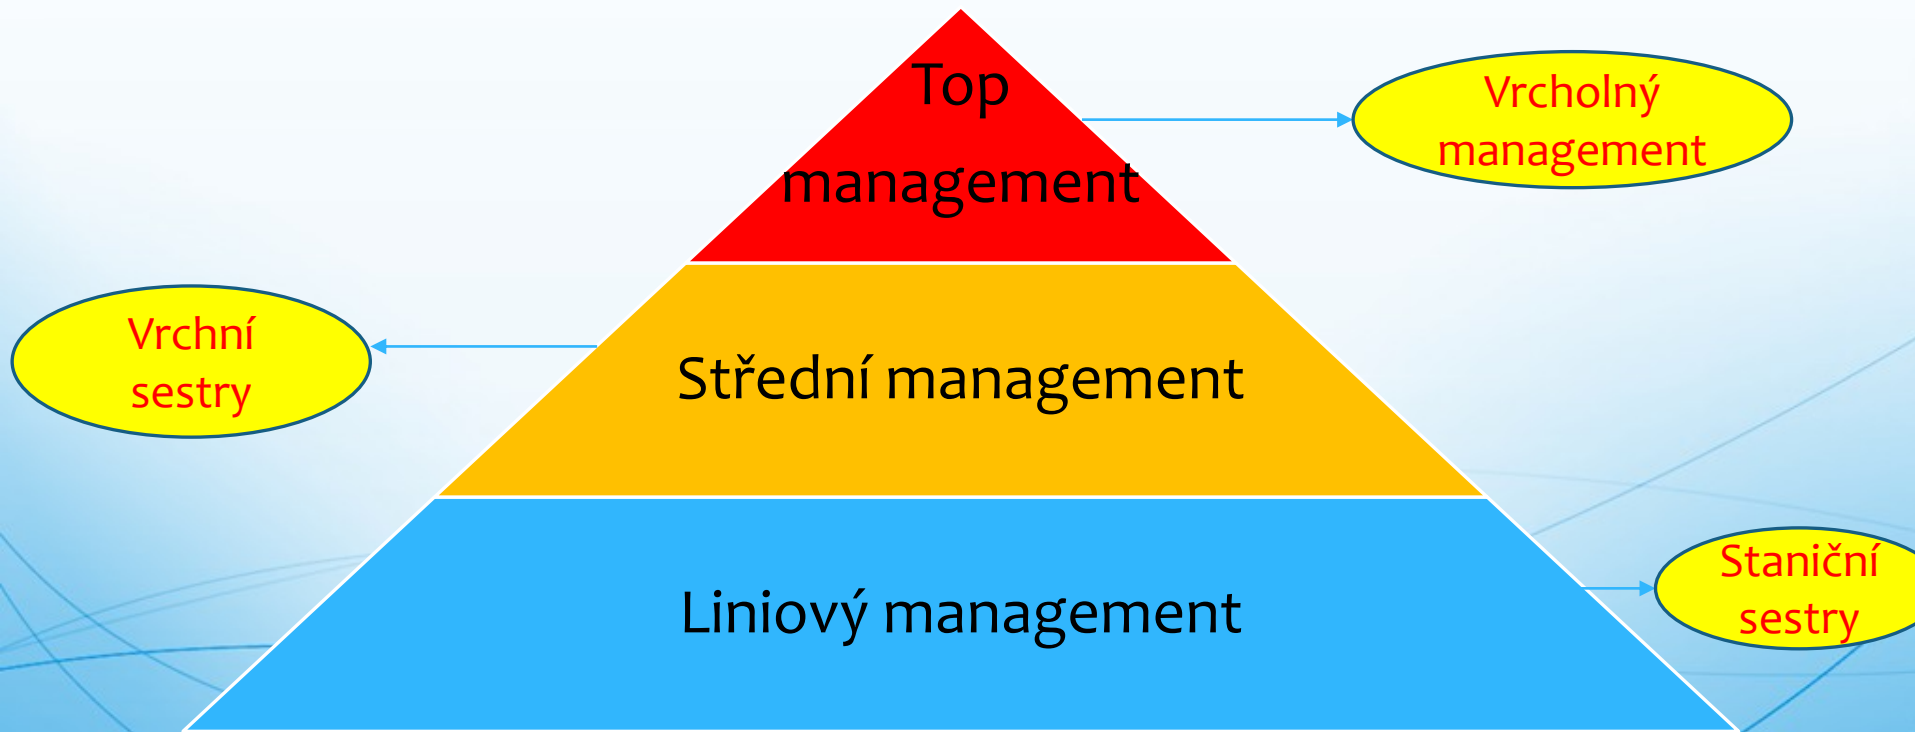 Top
management
Vrcholný
management
Vrchní
sestry
Střední management
Liniový management
Staniční
sestry